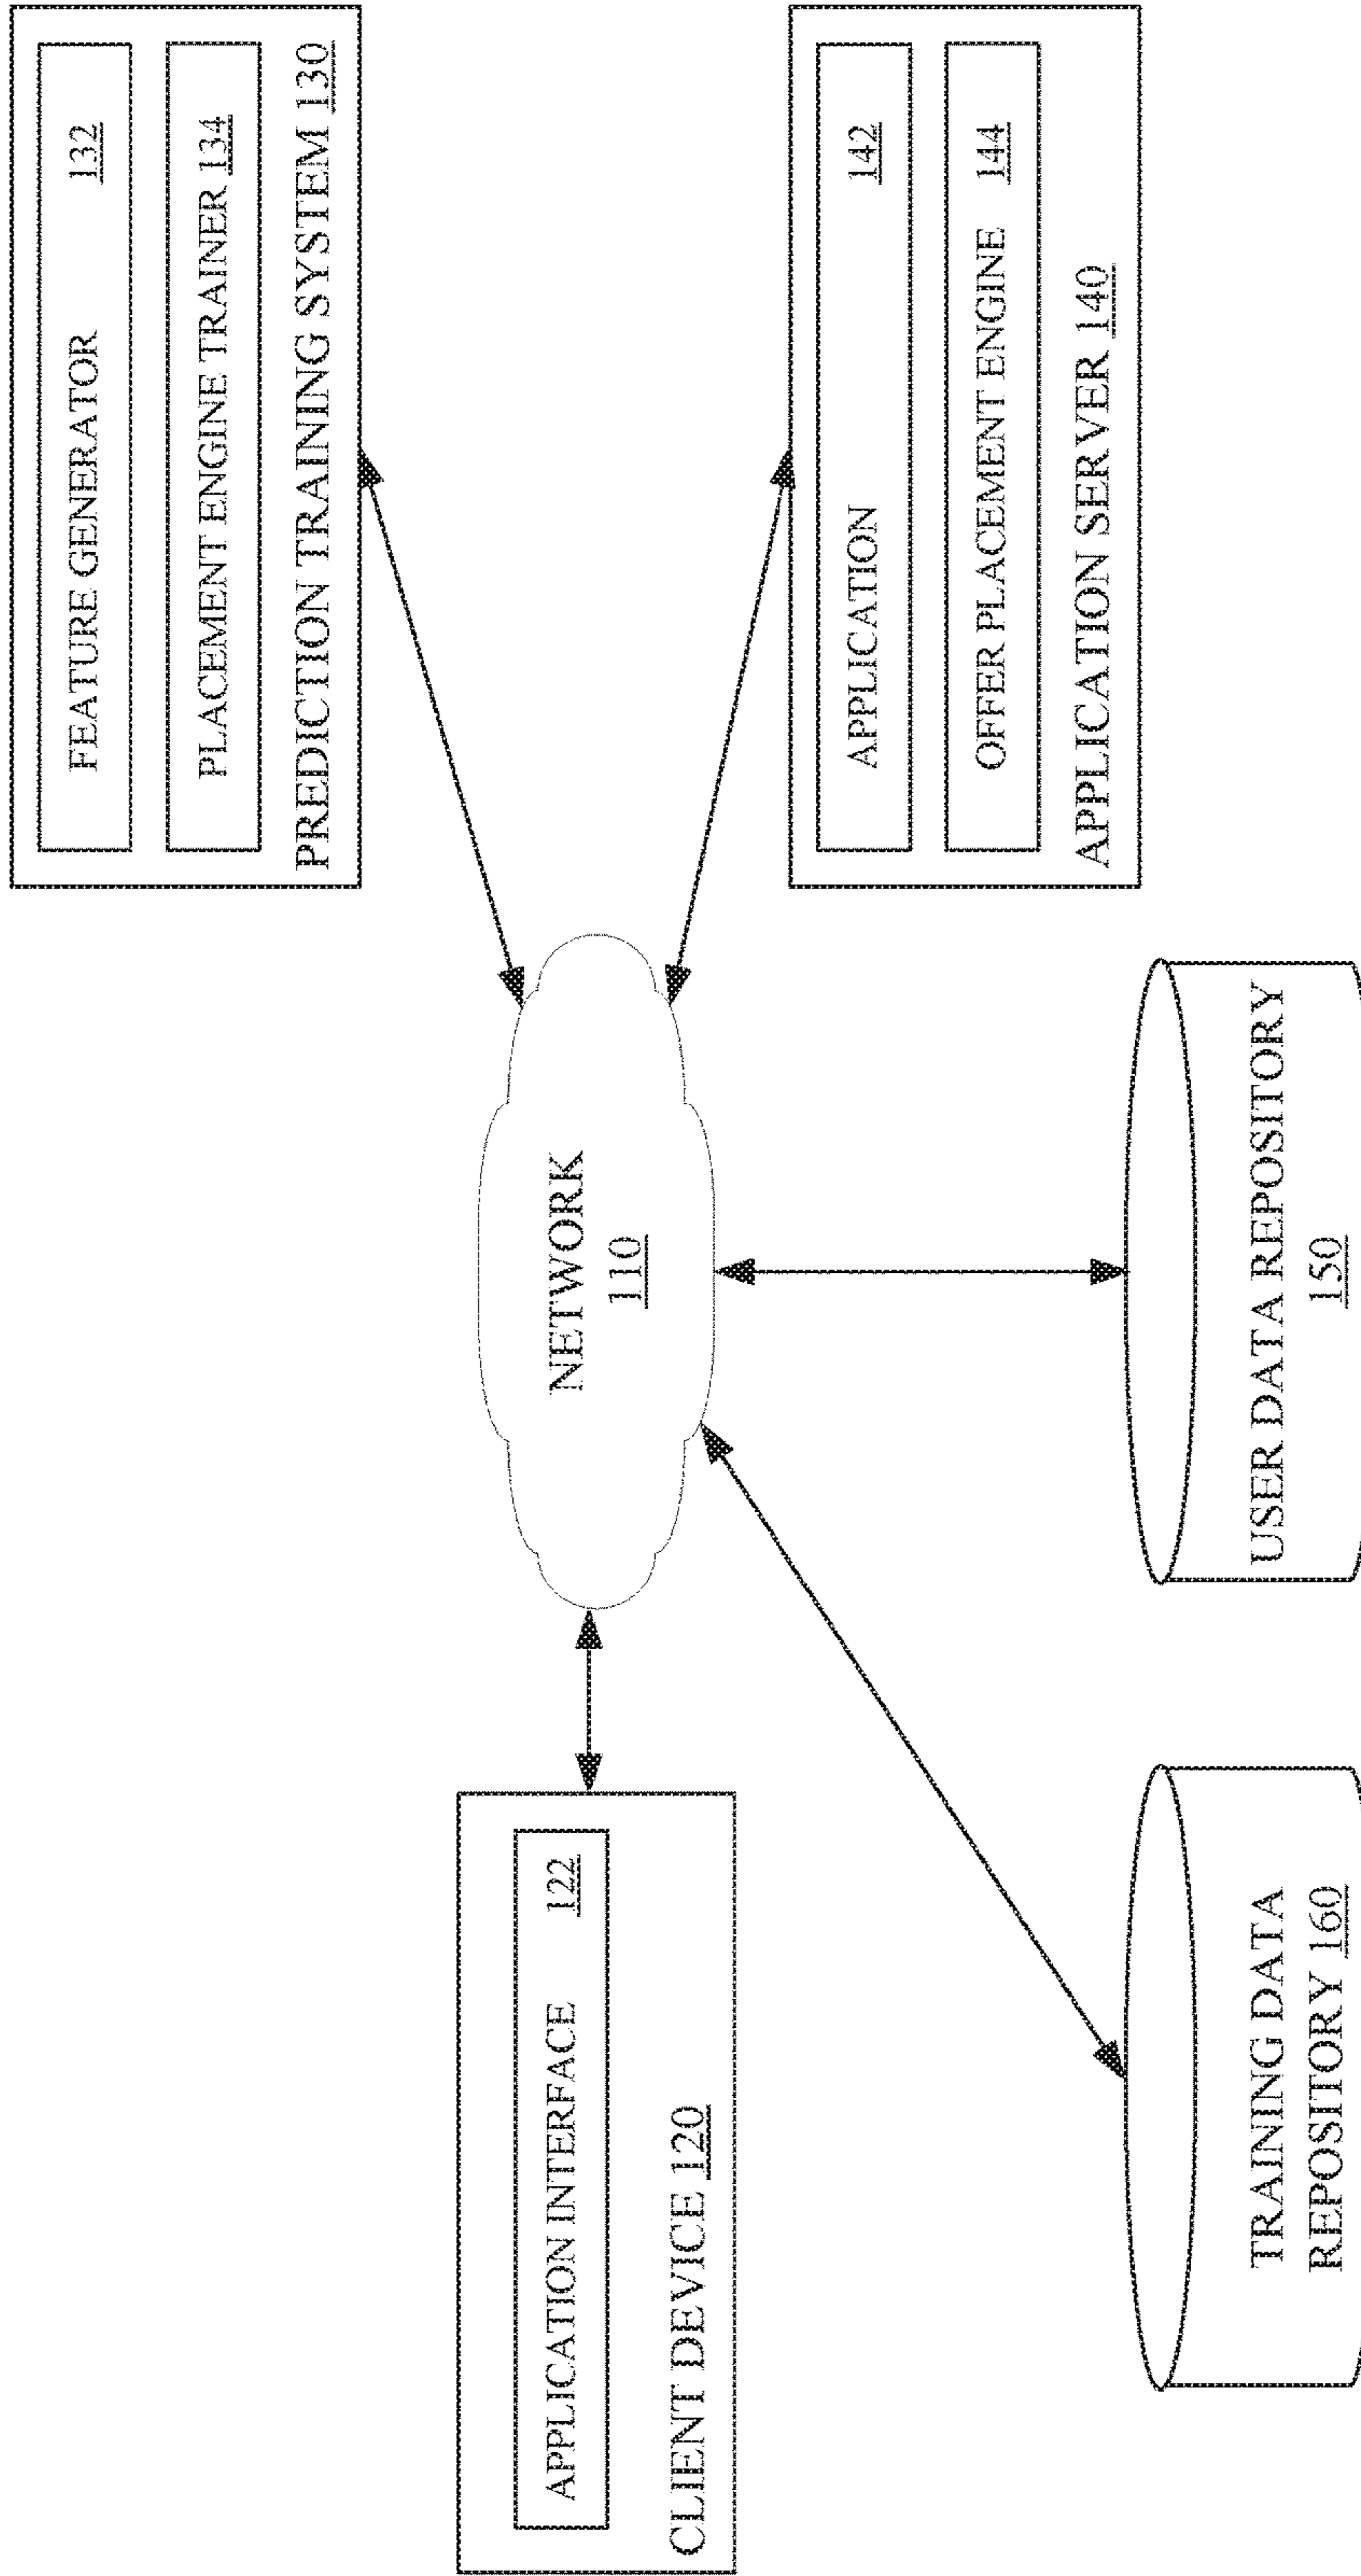 FEATURE GENERATOR 132
PLACEMENT ENGINE TRAINER 134
PREDICTION TRAINING SYSTEM 130
APPLICATION INTERFACE 122
CLIENT DEVICE 120
NETWORK
110
APPLICATION 142
OFFER PLACEMENT ENGINE 144
APPLICATION SERVER 140
TRAINING DATA
REPOSITORY 160
USER DATA REPOSITORY
150